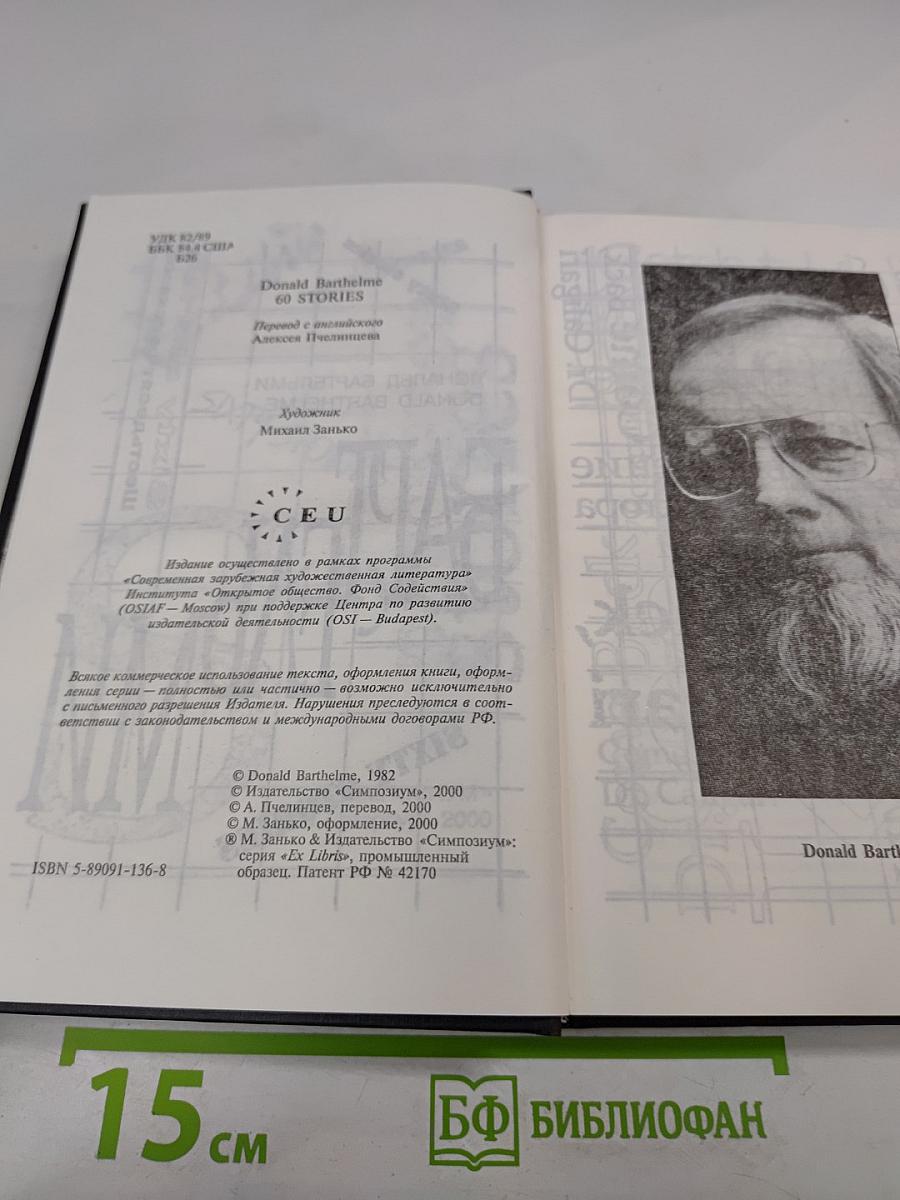 УДК 82/89
ББК 84.4 США
Б26
Donald Barthelme
60 STORIES
Перевод с английского
Алексея Пчелинцева
Художник
Михаил Занько
CEU
Издание осуществлено в рамках программы
«Современная зарубежная художественная литература»
Института «Открытое общество. Фонд Содействия»
(OSIAF — Moscow) при поддержке Центра по развитию
издательской деятельности (OSI — Budapest).
Всякое коммерческое использование текста, оформления книги, оформ-
ления серии — полностью или частично — возможно исключительно
с письменного разрешения Издателя. Нарушения преследуются в соот-
ветствии с законодательством и международными договорами РФ.
© Donald Barthelme, 1982
© Издательство «Симпозиум», 2000
© А. Пчелинцев, перевод, 2000
© М. Занько, оформление, 2000
® М. Занько & Издательство «Симпозиум»:
серия «Ex Libris», промышленный
образец. Патент РФ № 42170
ISBN 5-89091-136-8
Donald Barth
15 см
БФ БИБЛИОФАН